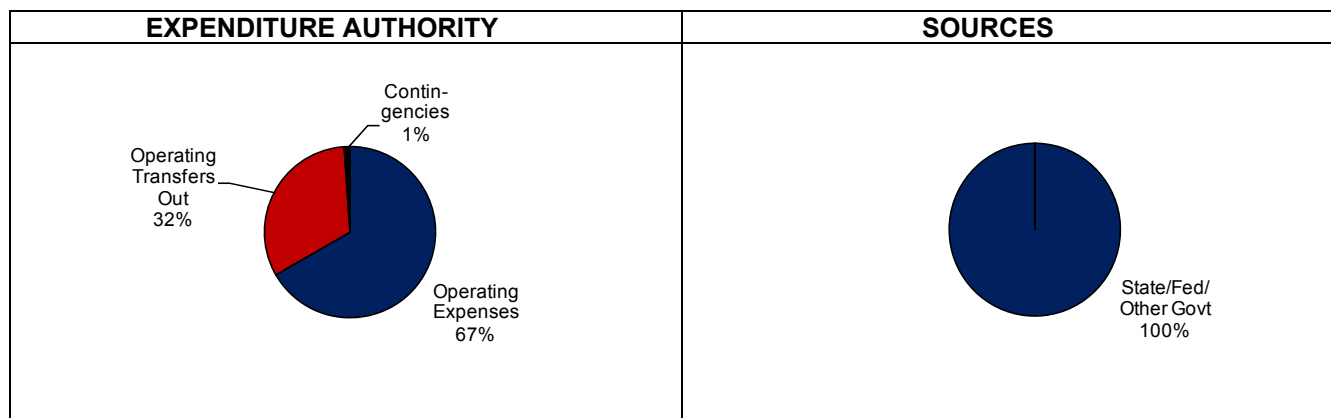 EXPENDITURE AUTHORITY
SOURCES
Contin-
gencies
1%
Operating
Transfers
Out
32%
Operating
Expenses
67%
State/Fed/
Other Govt
100%